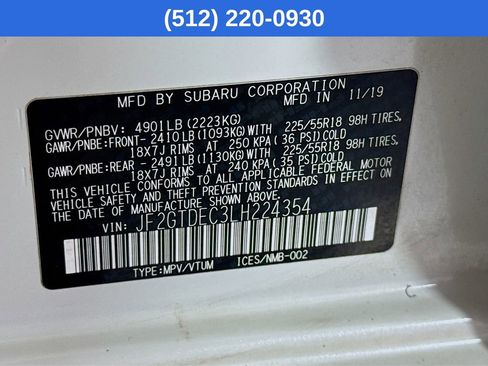 (512) 220-0930
MFD BY SUBARU CORPORATION IN 11/19
GVWR/PNBV: 4901LB (2223KG)
GAWR/PNBE:FRONT-2410LB(1093KG)WITH 225/55R18 98H TIRES,
18X7J RIMS AT 250 KPA(36 PSI)COLD
GAWR/PNBE:REAR -2491LB(1130KG)WITH 225/55R18 98H TIRES,
18X7J RIMS AT 240 KPA(35 PSI)COLD
THIS VEHICLE CONFORMS TO ALL APPLICABLE FEDERAL MOTOR
VEHICLE SAFETY AND THEFT PREVENTION STANDARDS IN EFFECT
ON THE DATE OF MANUFACTURE SHOWN ABOVE.
VIN: JF2GTDEC3LH224354
TYPE:MPV/VTUM ICES/NMB-002